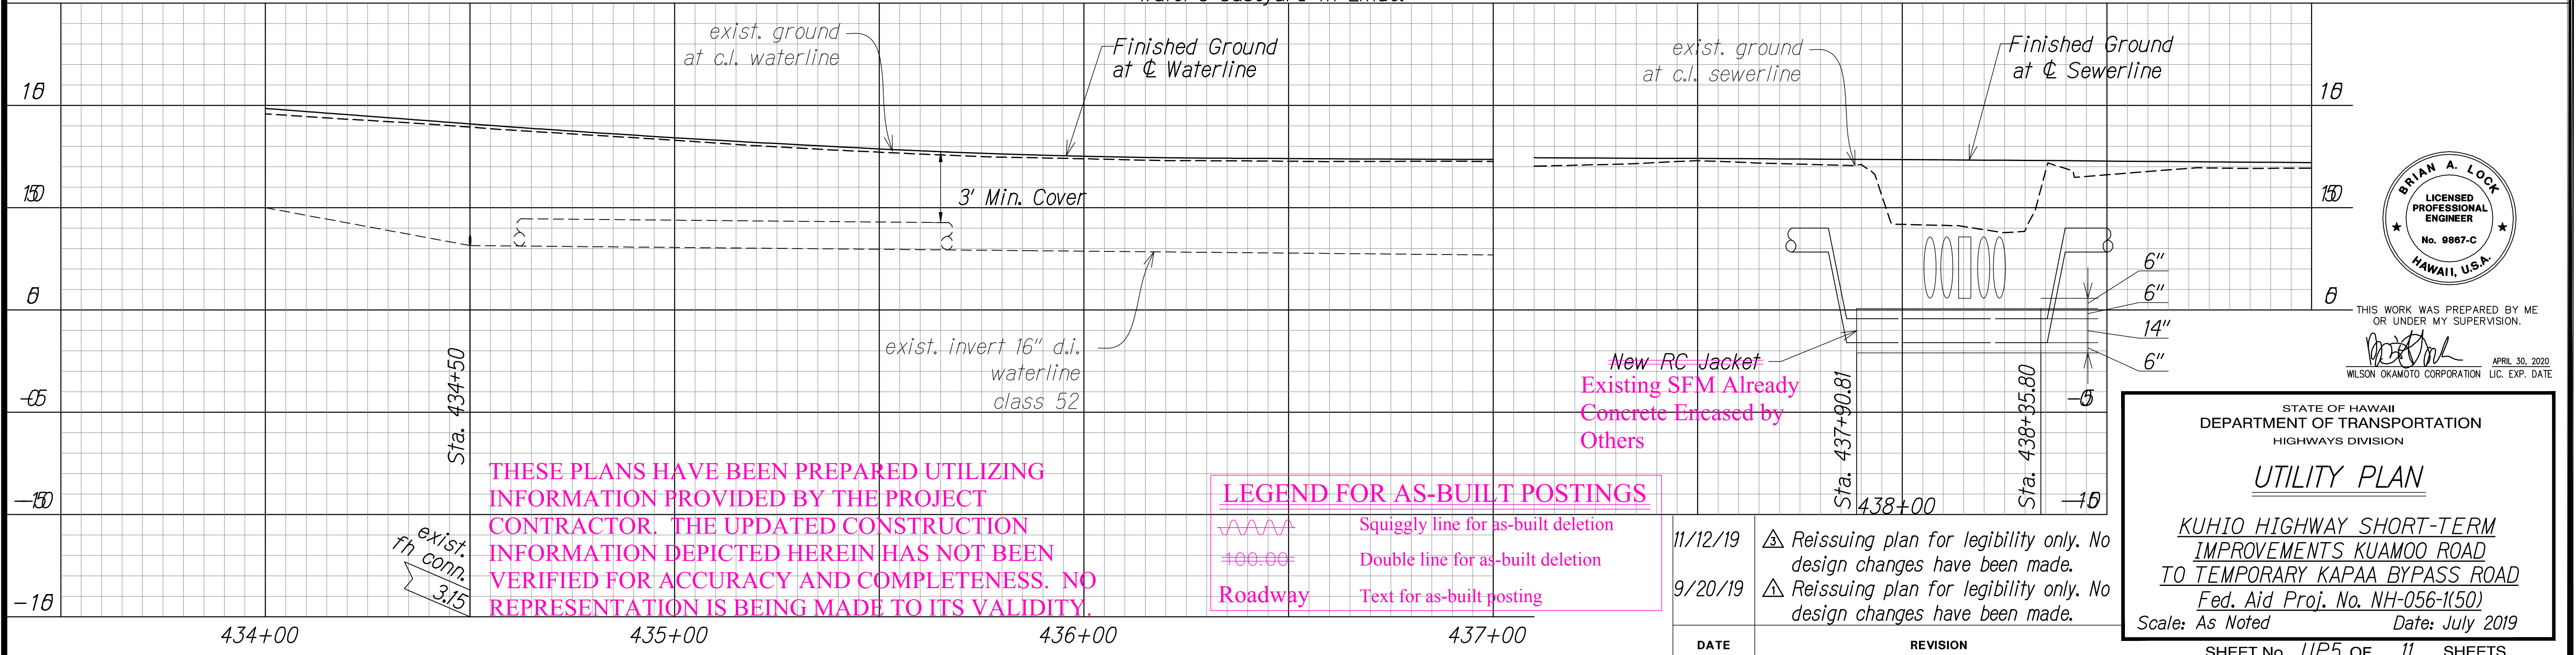 exist. ground
at c.l. waterline
Finished Ground
at ℄ Waterline
exist. ground
at c.l. sewerline
Finished Ground
at ℄ Sewerline
3' Min. Cover
exist. invert 16" d.i.
waterline
class 52
Sta. 434+50
exist.
fh conn.
3.15
434+00
435+00
436+00
437+00
THESE PLANS HAVE BEEN PREPARED UTILIZING
INFORMATION PROVIDED BY THE PROJECT
CONTRACTOR. THE UPDATED CONSTRUCTION
INFORMATION DEPICTED HEREIN HAS NOT BEEN
VERIFIED FOR ACCURACY AND COMPLETENESS. NO
REPRESENTATION IS BEING MADE TO ITS VALIDITY.
LEGEND FOR AS-BUILT POSTINGS
Squiggly line for as-built deletion
100.00 Double line for as-built deletion
Roadway Text for as-built posting
New RC Jacket
Existing SFM Already
Concrete Encased by
Others
Sta. 437+90.81
438+00
Sta. 438+35.80
6"
6"
14"
6"
11/12/19 3 Reissuing plan for legibility only. No
design changes have been made.
9/20/19 1 Reissuing plan for legibility only. No
design changes have been made.
DATE REVISION
BRIAN A. LOCK
LICENSED
PROFESSIONAL
ENGINEER
No. 9867-C
HAWAII, U.S.A.
THIS WORK WAS PREPARED BY ME
OR UNDER MY SUPERVISION.
APRIL 30, 2020
WILSON OKAMOTO CORPORATION LIC. EXP. DATE
STATE OF HAWAII
DEPARTMENT OF TRANSPORTATION
HIGHWAYS DIVISION
UTILITY PLAN
KUHIO HIGHWAY SHORT-TERM
IMPROVEMENTS KUAMOO ROAD
TO TEMPORARY KAPAA BYPASS ROAD
Fed. Aid Proj. No. NH-056-1(50)
Scale: As Noted Date: July 2019
SHEET No. UP5 OF 11 SHEETS